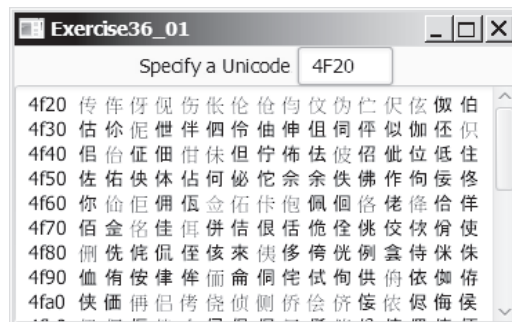 Exercise36_01
Specify a Unicode 4F20
4f20 传 伡 伢 伣 伤 伥 伦 伧 伨 伩 伪 伫 伬 伭 伮 伯
4f30 估 伱 伲 伳 伴 伵 伶 伷 伸 伹 伺 伻 似 伽 伾 伿
4f40 佀 佁 佂 佃 佄 佅 但 佇 佈 佉 佊 佋 佌 位 低 住
4f50 佐 佑 佒 体 佔 何 佖 佗 佘 余 佚 佛 作 佝 佞 佟
4f60 你 佡 佢 佣 佤 佥 佦 佧 佨 佩 佪 佫 佬 佭 佮 佯
4f70 佰 佱 佲 佳 佴 併 佶 佷 佸 佹 佺 佻 佼 佽 佾 使
4f80 侀 侁 侂 侃 侄 侅 來 侇 侈 侉 侊 例 侌 侍 侎 侏
4f90 侐 侑 侒 侓 侔 侕 侖 侗 侘 侙 侚 供 侜 依 侞 侟
4fa0 侠 価 侢 侣 侤 侥 侦 侧 侨 侩 侪 侫 侬 侭 侮 侯